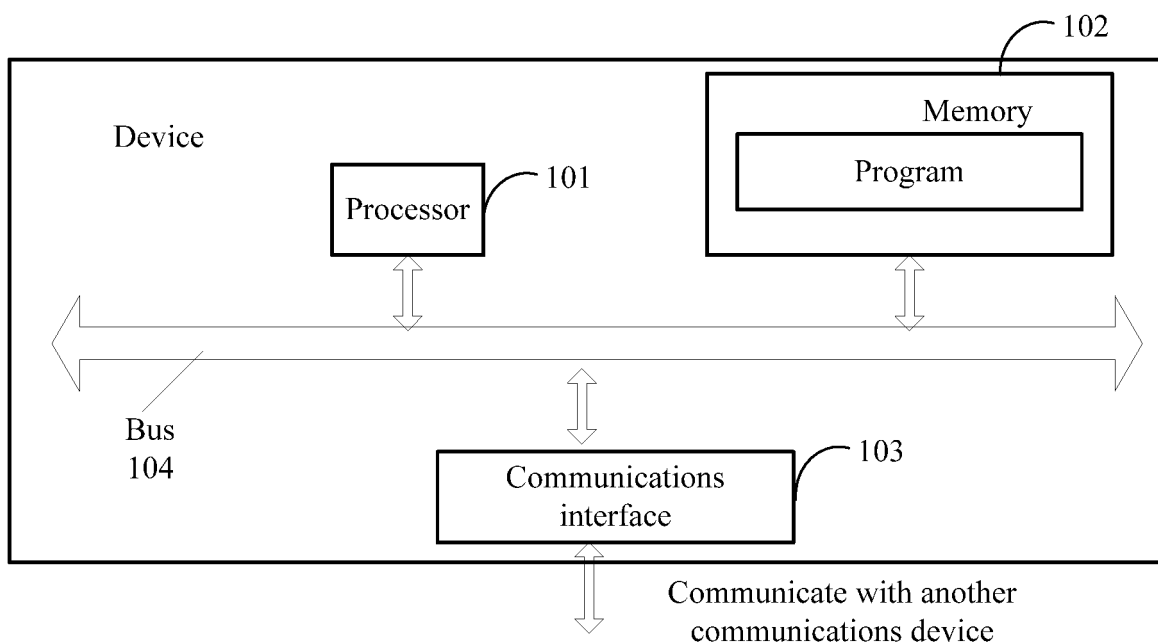 102
Device
Memory
Program
101
Processor
Bus
104
103
Communications
interface
Communicate with another
communications device